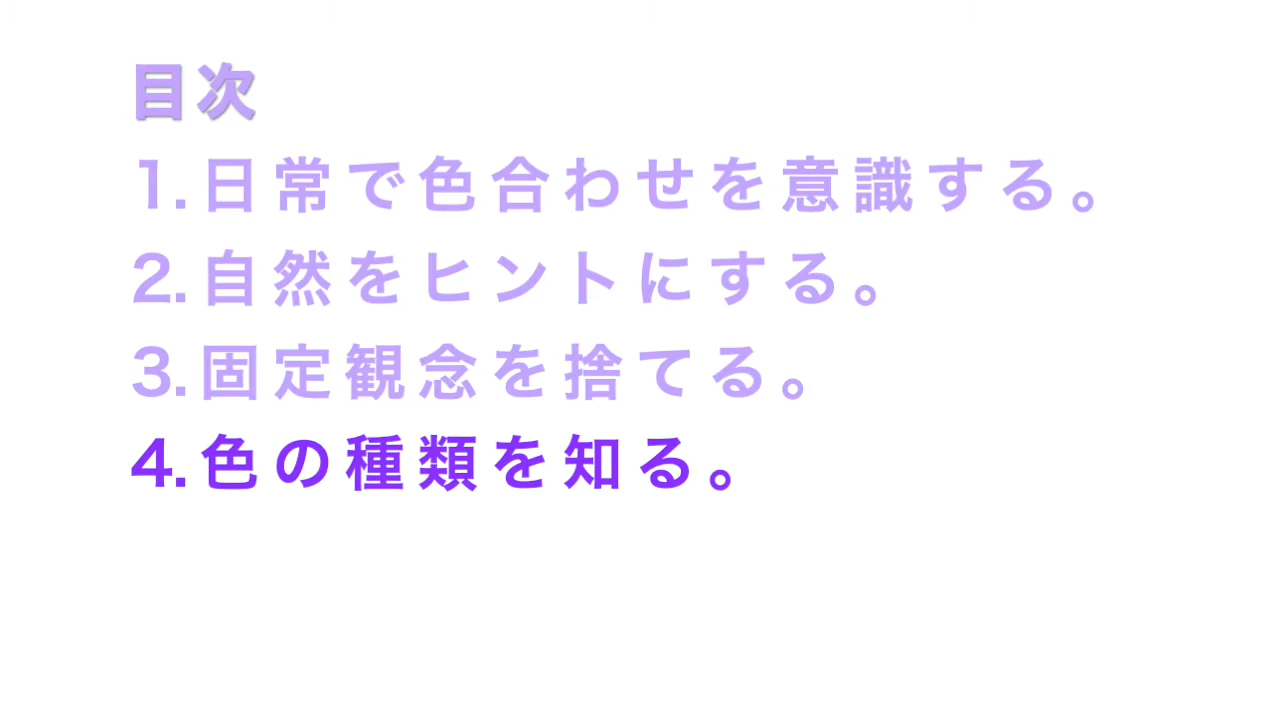 目次
1.日常で色合わせを意識する。
2.自然をヒントにする。
3.固定観念を捨てる。
4.色の種類を知る。